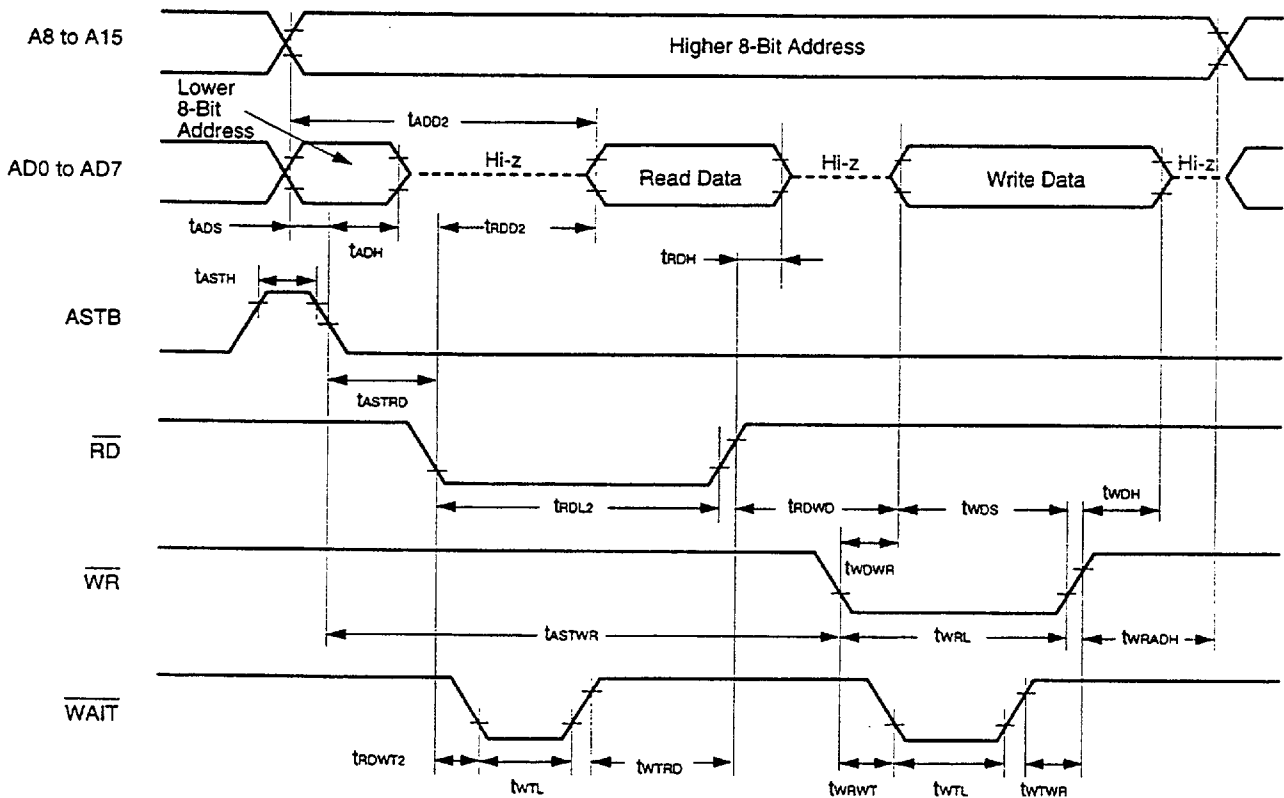 A8 to A15
Higher 8-Bit Address
Lower
8-Bit
Address
tADD2
AD0 to AD7
Hi-z
Read Data
Hi-z
Write Data
Hi-z
tADS
tADH
tRDD2
tRDH
tASTH
ASTB
tASTRD
RD
tRDL2
tRDWD
tWDS
tWDH
WR
tWDWR
tASTWR
tWRL
tWRADH
WAIT
tRDWT2
tWTL
tWTRD
tWRWT
tWTL
tWTWR